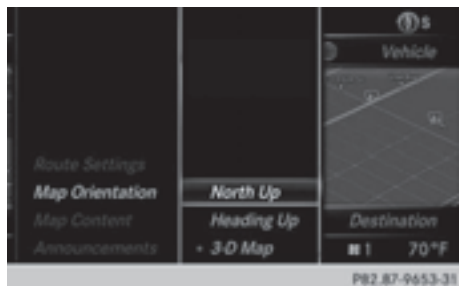 S
Vehicle
Route Settings
Map Orientation
North Up
Map Content
Heading Up
Destination
Announcements
• 3-D Map
1
70°F
P82.87-9653-31